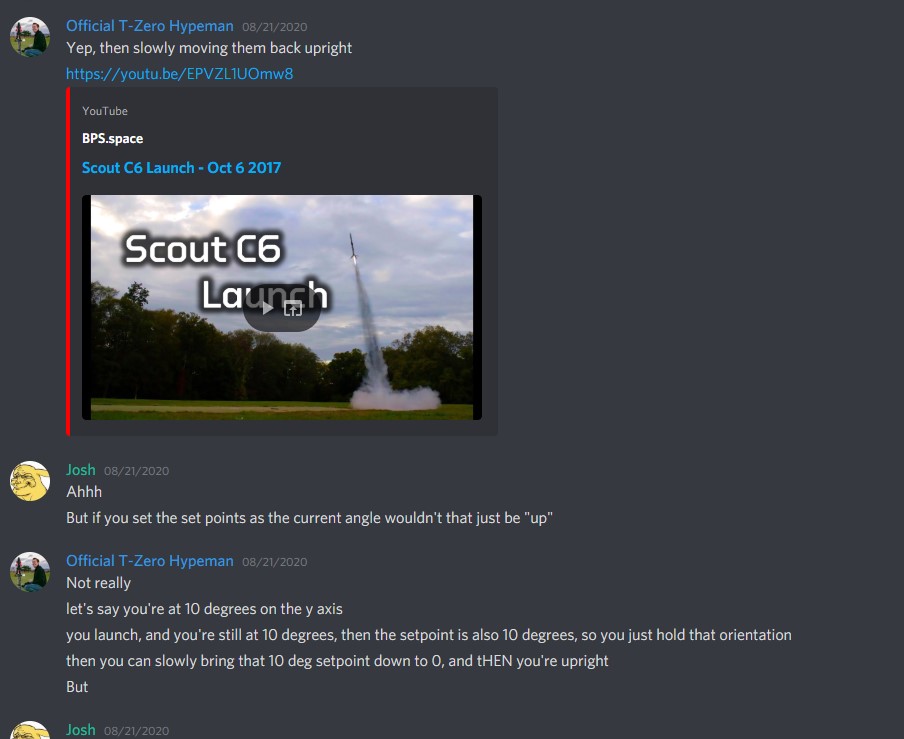 Official T-Zero Hypeman 08/21/2020
Yep, then slowly moving them back upright
https://youtu.be/EPVZL1UOmw8
YouTube
BPS.space
Scout C6 Launch - Oct 6 2017
Scout C6
Launch
Josh 08/21/2020
Ahhh
But if you set the set points as the current angle wouldn't that just be "up"
Official T-Zero Hypeman 08/21/2020
Not really
let's say you're at 10 degrees on the y axis
you launch, and you're still at 10 degrees, then the setpoint is also 10 degrees, so you just hold that orientation
then you can slowly bring that 10 deg setpoint down to 0, and tHEN you're upright
But
Josh 08/21/2020